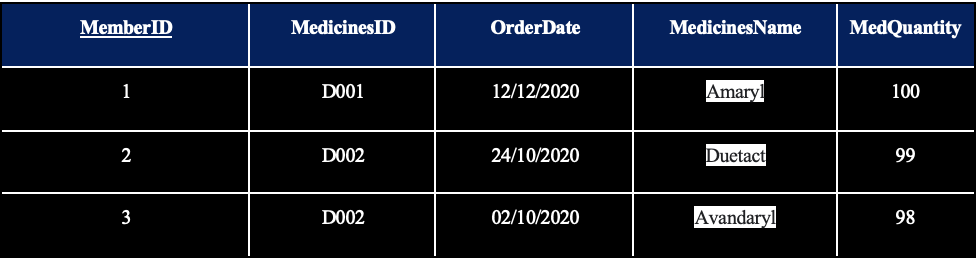 MemberID MedicinesID OrderDate MedicinesName MedQuantity
1 D001 12/12/2020 Amaryl 100
2 D002 24/10/2020 Duetact 99
3 D002 02/10/2020 Avandaryl 98